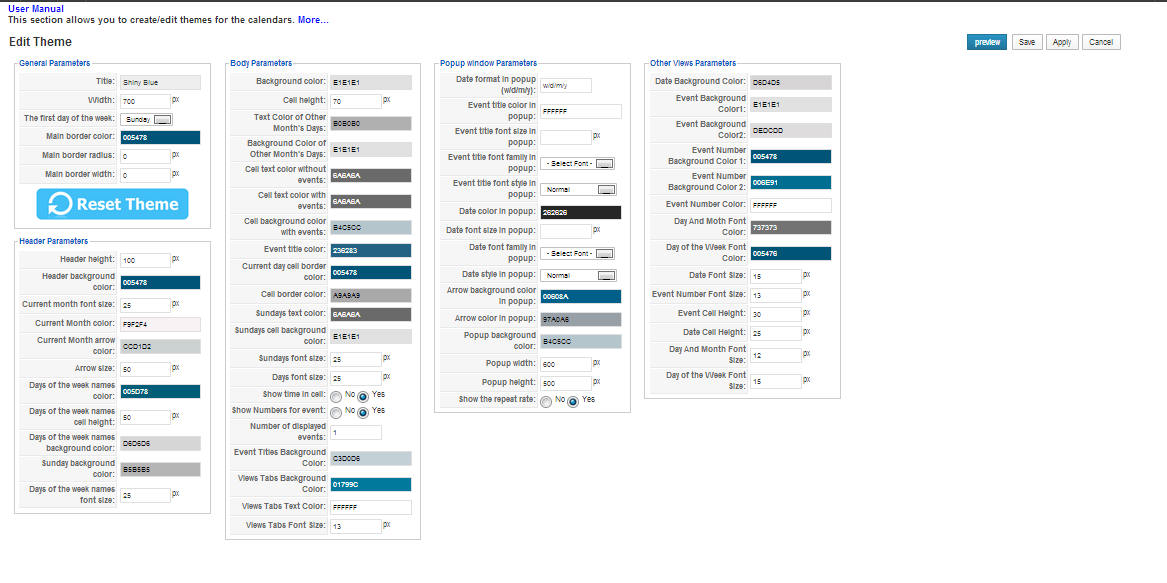 User Manual
This section allows you to create/edit themes for the calendars. More...
Edit Theme
preview Save Apply Cancel
General Parameters
Title: Shiny Blue
Width: 700 px
The first day of the week: Sunday
Main border color: 005478
Main border radius: 0 px
Main border width: 0 px
Reset Theme
Header Parameters
Header height: 100 px
Header background
color: 005478
Current month font size: 25 px
Current Month color: F9F2F4
Current Month arrow
color: CCD1D2
Arrow size: 50 px
Days of the week names
color: 005D78
Days of the week names
cell height: 50 px
Days of the week names
background color: D6D6D6
Sunday background
color: B5B5B5
Days of the week names
font size: 25 px
Body Parameters
Background color: E1E1E1
Cell height: 70 px
Text Color of Other
Month's Days: B0B0B0
Background Color of
Other Month's Days: E1E1E1
Cell text color without
events: 6A6A6A
Cell text color with
events: 6A6A6A
Cell background color
with events: B4C5CC
Event title color: 236283
Current day cell border
color: 005478
Cell border color: A9A9A9
Sundays text color: 6A6A6A
Sundays cell background
color: E1E1E1
Sundays font size: 25 px
Days font size: 25 px
Show time in cell: No Yes
Show Numbers for event: No Yes
Number of displayed
events: 1
Event Titles Background
Color: C3D0D6
Views Tabs Background
Color: 01799C
Views Tabs Text Color: FFFFFF
Views Tabs Font Size: 13 px
Popup window Parameters
Date format in popup
(w/d/m/y): w/d/m/y
Event title color in
popup: FFFFFF
Event title font size in
popup: px
Event title font family in
popup: - Select Font -
Event title font style in
popup: Normal
Date color in popup: 262626
Date font size in popup: px
Date font family in
popup: - Select Font -
Date style in popup: Normal
Arrow background color
in popup: 00608A
Arrow color in popup: 97A0A6
Popup background
color: B4C5CC
Popup width: 600 px
Popup height: 500 px
Show the repeat rate: No Yes
Other Views Parameters
Date Background Color: D6D4D5
Event Background
Color1: E1E1E1
Event Background
Color2: DEDCDD
Event Number
Background Color 1: 005478
Event Number
Background Color 2: 006E91
Event Number Color: FFFFFF
Day And Moth Font
Color: 737373
Day of the Week Font
Color: 005476
Date Font Size: 15 px
Event Number Font Size: 13 px
Event Cell Height: 30 px
Date Cell Height: 25 px
Day And Month Font
Size: 12 px
Day of the Week Font
Size: 15 px